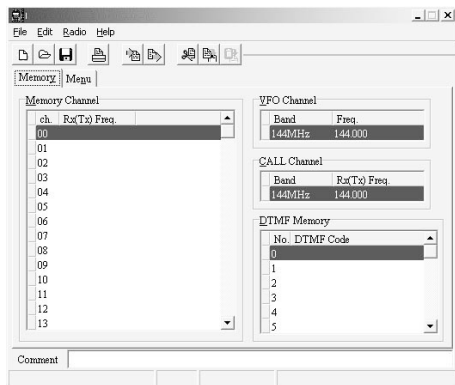 File Edit Radio Help
Memory Menu
Memory Channel
ch. Rx(Tx) Freq.
00
01
02
03
04
05
06
07
08
09
10
11
12
13
VFO Channel
Band Freq.
144MHz 144.000
CALL Channel
Band Rx(Tx) Freq.
144MHz 144.000
DTMF Memory
No. DTMF Code
0
1
2
3
4
5
Comment